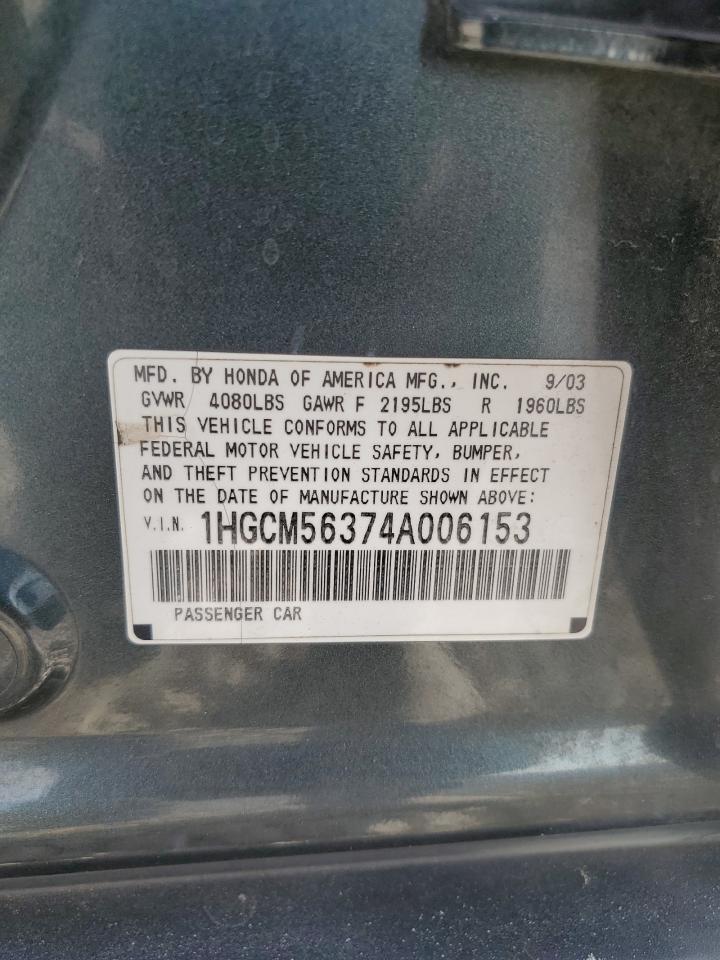 MFD. BY HONDA OF AMERICA MFG., INC. 9/03
GVWR 4080LBS GAWR F 2195LBS R 1960LBS
THIS VEHICLE CONFORMS TO ALL APPLICABLE
FEDERAL MOTOR VEHICLE SAFETY, BUMPER,
AND THEFT PREVENTION STANDARDS IN EFFECT
ON THE DATE OF MANUFACTURE SHOWN ABOVE:
V.I.N. 1HGCM56374A006153
PASSENGER CAR